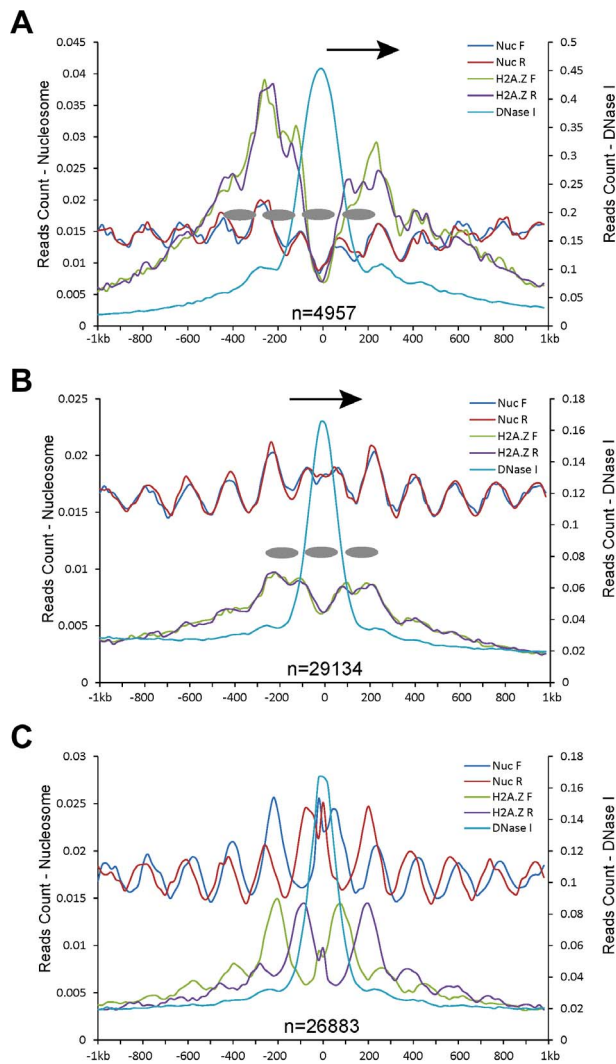 A
Reads Count - Nucleosome
0.045
0.04
0.035
0.03
0.025
0.02
0.015
0.01
0.005
0
Nuc F
Nuc R
H2A.Z F
H2A.Z R
DNase I
0.5
0.45
0.4
0.35
0.3
0.25
0.2
0.15
0.1
0.05
0
Reads Count - DNase I
n=4957
-1kb -800 -600 -400 -200 0 200 400 600 800 1kb
B
Reads Count - Nucleosome
0.025
0.02
0.015
0.01
0.005
0
Nuc F
Nuc R
H2A.Z F
H2A.Z R
DNase I
0.18
0.16
0.14
0.12
0.1
0.08
0.06
0.04
0.02
0
Reads Count - DNase I
n=29134
-1kb -800 -600 -400 -200 0 200 400 600 800 1kb
C
Reads Count - Nucleosome
0.03
0.025
0.02
0.015
0.01
0.005
0
Nuc F
Nuc R
H2A.Z F
H2A.Z R
DNase I
0.18
0.16
0.14
0.12
0.1
0.08
0.06
0.04
0.02
0
Reads Count - DNase I
n=26883
-1kb -800 -600 -400 -200 0 200 400 600 800 1kb